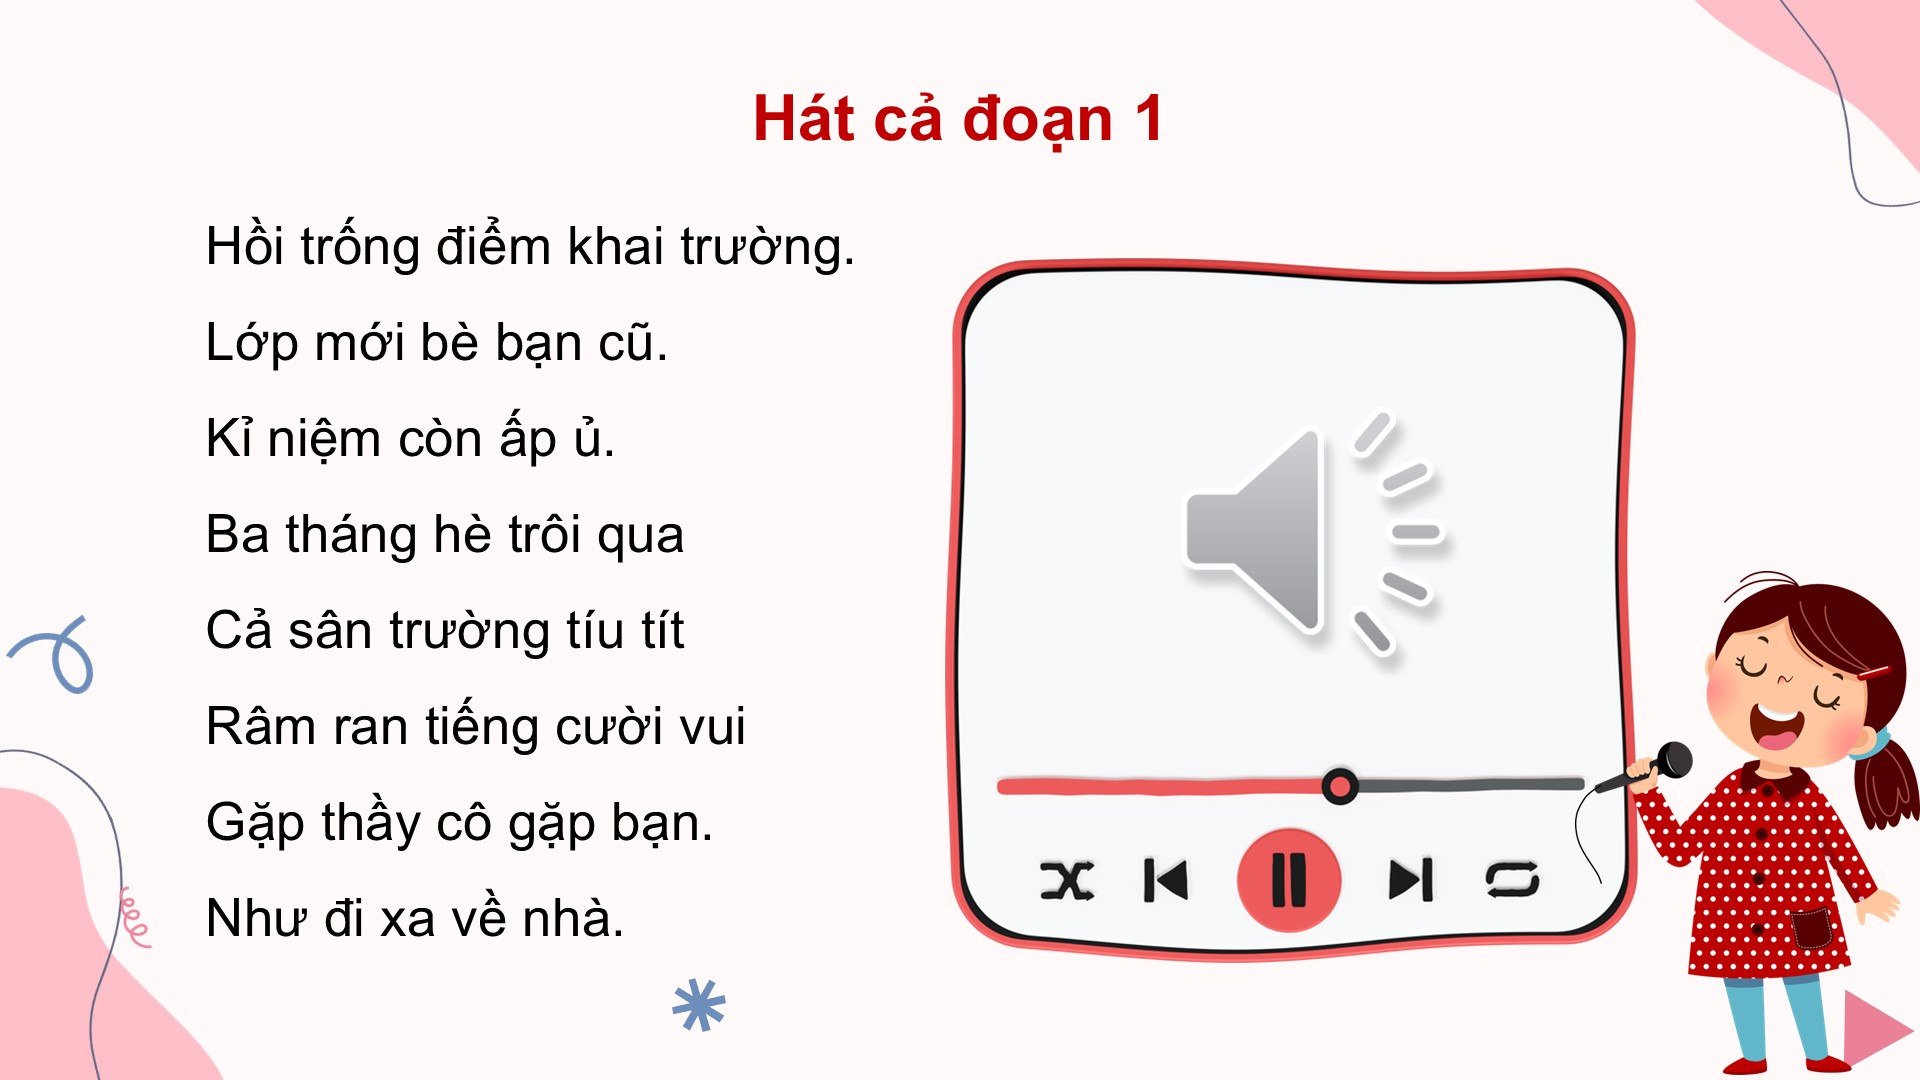 Hát cả đoạn 1
Hồi trống điểm khai trường.
Lớp mới bè bạn cũ.
Kỉ niệm còn ấp ủ.
Ba tháng hè trôi qua
Cả sân trường tíu tít
Râm ran tiếng cười vui
Gặp thầy cô gặp bạn.
Như đi xa về nhà.